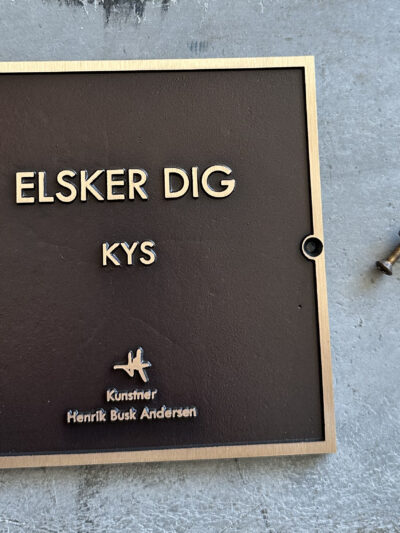 ELSKER DIG
KYS
Kunstner
Henrik Busk Andersen